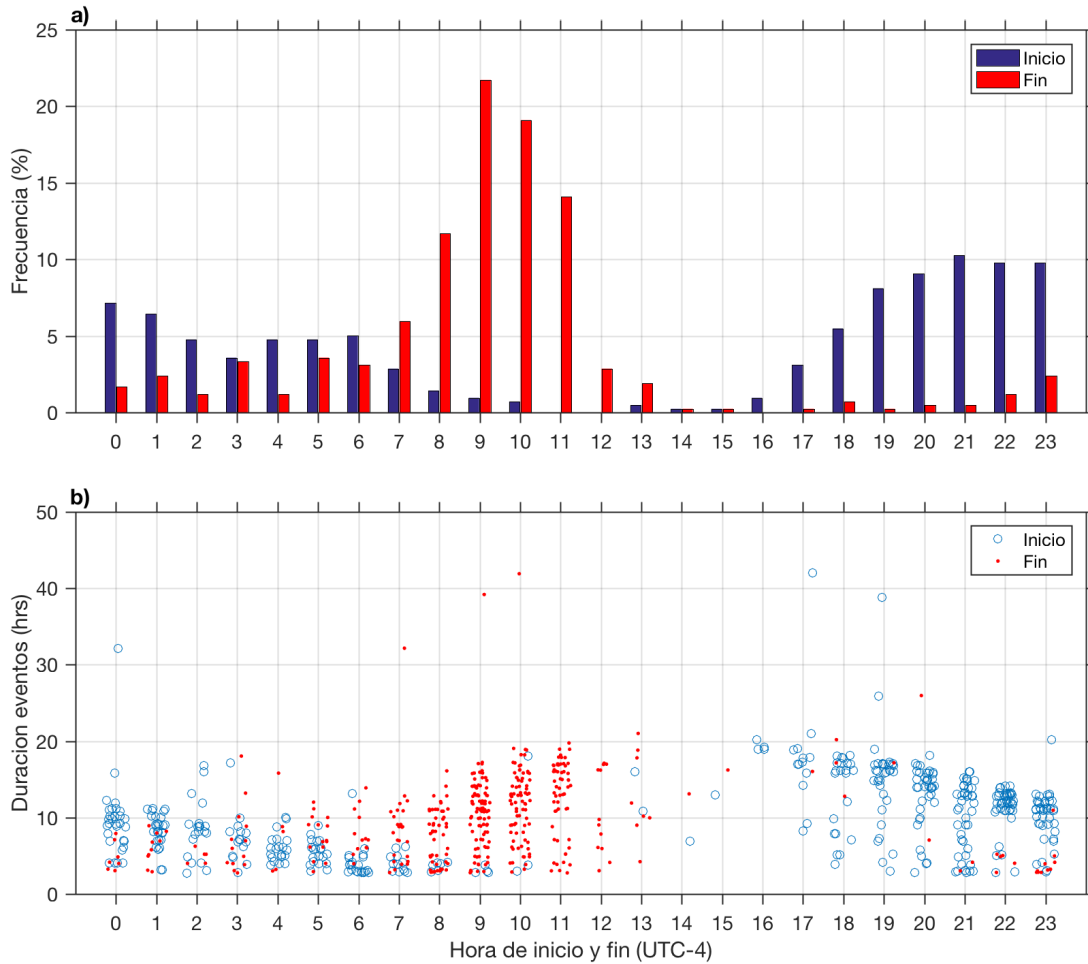 a)
25
20
15
10
5
0
Frecuencia (%)
Inicio
Fin
0 1 2 3 4 5 6 7 8 9 10 11 12 13 14 15 16 17 18 19 20 21 22 23
b)
50
40
30
20
10
0
Duracion eventos (hrs)
Inicio
Fin
0 1 2 3 4 5 6 7 8 9 10 11 12 13 14 15 16 17 18 19 20 21 22 23
Hora de inicio y fin (UTC-4)